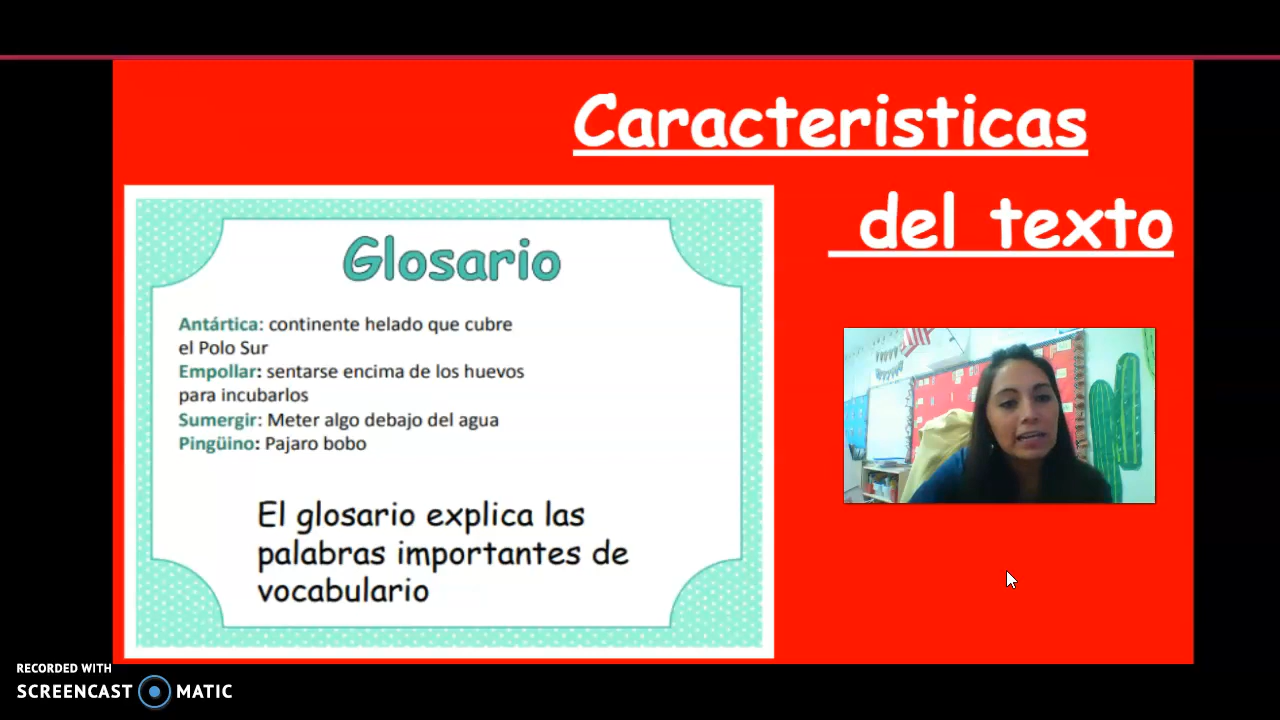 Caracteristicas
del texto
Glosario
Antártica: continente helado que cubre
el Polo Sur
Empollar: sentarse encima de los huevos
para incubarlos
Sumergir: Meter algo debajo del agua
Pingüino: Pajaro bobo
El glosario explica las
palabras importantes de
vocabulario
RECORDED WITH
SCREENCAST MATIC